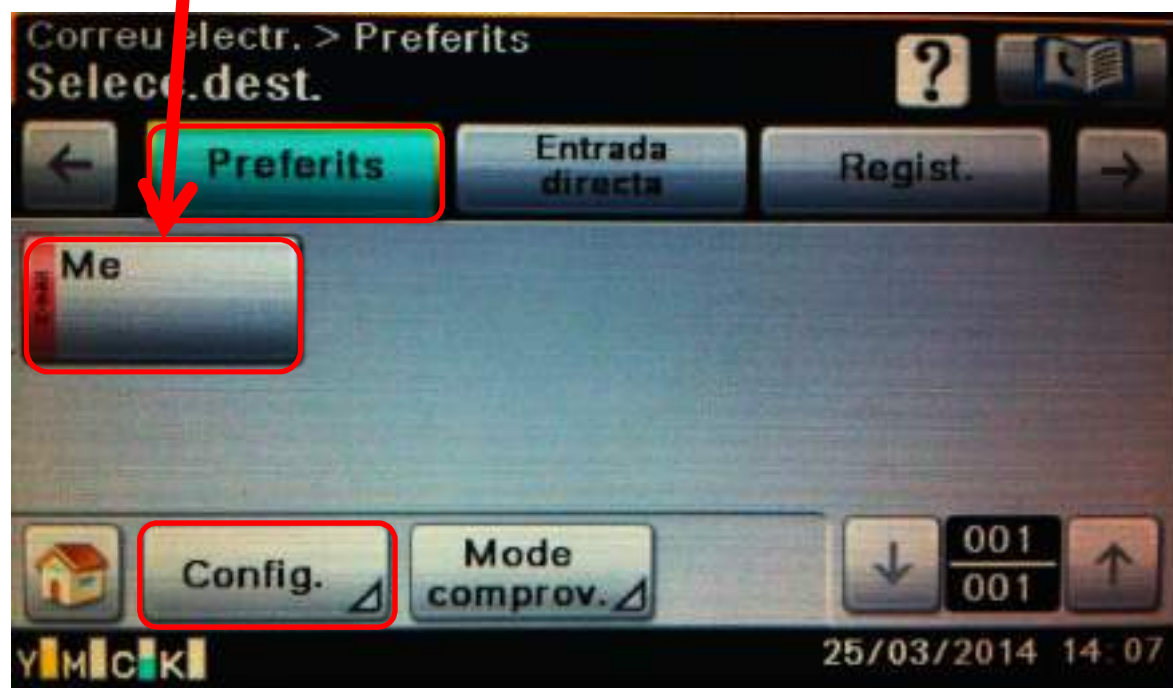 Correu electr. > Preferits
Selecc.dest.
?
← Preferits
Entrada
directa
Regist. →
Me
Config.
Mode
comprov.
↓
001
001
↑
Y M C K
25/03/2014 14:07